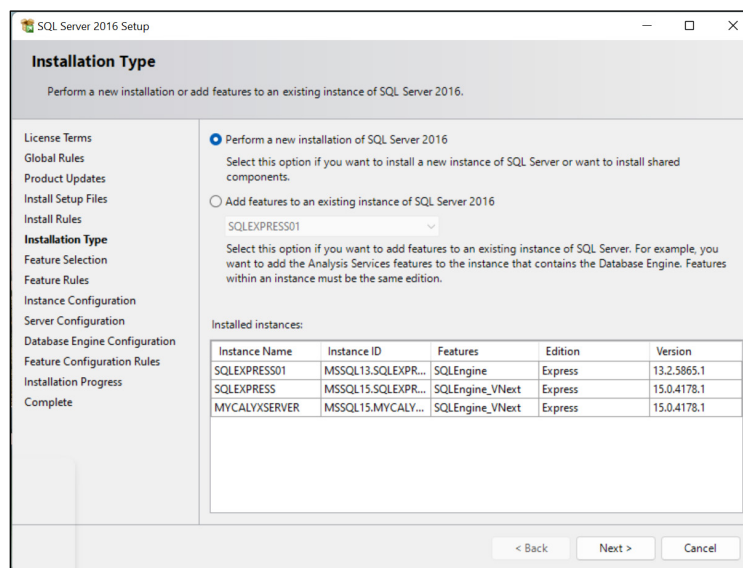 SQL Server 2016 Setup
Installation Type
Perform a new installation or add features to an existing instance of SQL Server 2016.
License Terms
Global Rules
Product Updates
Install Setup Files
Install Rules
Installation Type
Feature Selection
Feature Rules
Instance Configuration
Server Configuration
Database Engine Configuration
Feature Configuration Rules
Installation Progress
Complete
Perform a new installation of SQL Server 2016
Select this option if you want to install a new instance of SQL Server or want to install shared
components.
Add features to an existing instance of SQL Server 2016
SQLEXPRESS01
Select this option if you want to add features to an existing instance of SQL Server. For example, you
want to add the Analysis Services features to the instance that contains the Database Engine. Features
within an instance must be the same edition.
Installed instances:
Instance Name Instance ID Features Edition Version
SQLEXPRESS01 MSSQL13.SQLEXPR... SQLEngine Express 13.2.5865.1
SQLEXPRESS MSSQL15.SQLEXPR... SQLEngine_VNext Express 15.0.4178.1
MYCALYXSERVER MSSQL15.MYCALY... SQLEngine_VNext Express 15.0.4178.1
< Back Next > Cancel